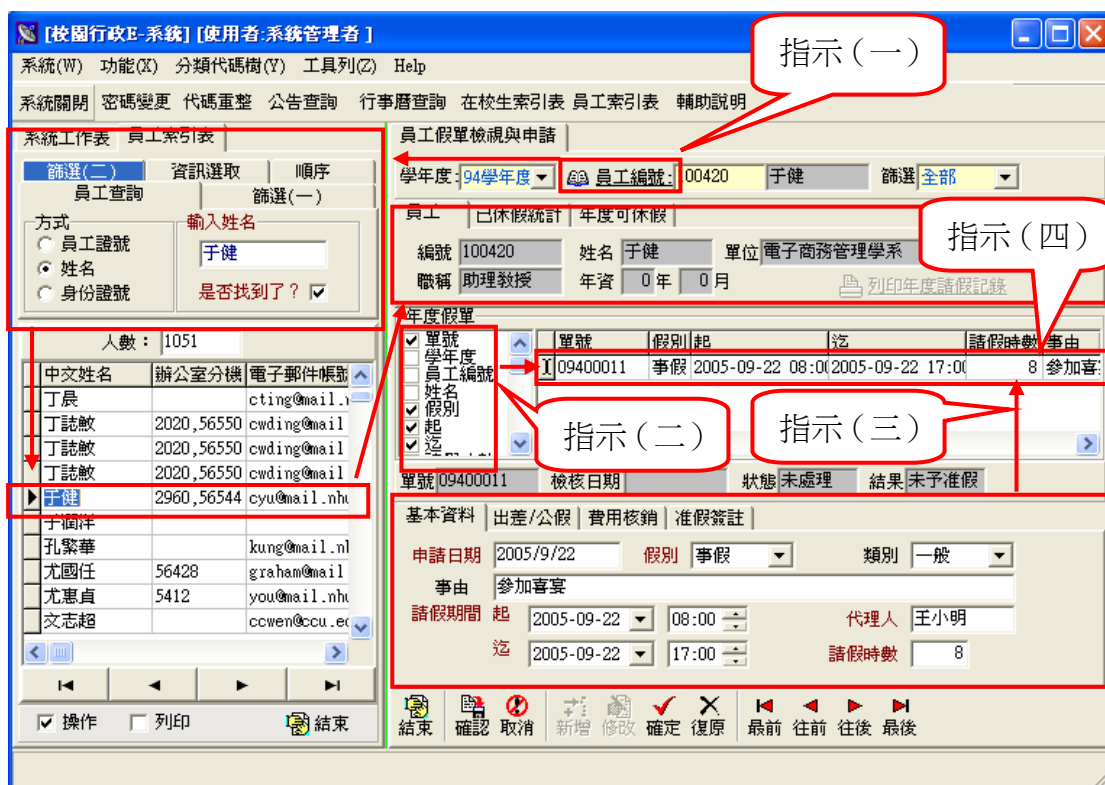 [校園行政E-系統] [使用者:系統管理者 ]
系統(W) 功能(X) 分類代碼樹(Y) 工具列(Z) Help
系統關閉 密碼變更 代碼重整 公告查詢 行事曆查詢 在校生索引表 員工索引表 輔助說明
指示(一)
系統工作表 員工索引表
篩選(二) 資訊選取 順序
員工查詢 篩選(一)
方式
員工證號
姓名
身份證號
輸入姓名
于健
是否找到了?
人數: 1051
中文姓名 辦公室分機 電子郵件帳號
丁晨 cting@mail.
丁誌魰 2020,56550 cwding@mail
丁誌魰 2020,56550 cwding@mail
丁誌魰 2020,56550 cwding@mail
于健 2960,56544 cyu@mail.nhu
于潤洋
孔繁華 kung@mail.nl
尤國任 56428 graham@mail
尤惠貞 5412 you@mail.nhu
文志超 ccwen@ccu.ed
操作 列印 結束
員工假單檢視與申請
學年度: 94學年度 員工編號: 00420 于健 篩選 全部
員工 已休假統計 年度可休假
指示(四)
編號 100420 姓名 于健 單位 電子商務管理學系
職稱 助理教授 年資 0 年 0 月 列印年度請假記錄
年度假單
單號
學年度
員工編號
姓名
假別
起
迄
單號 假別 起 迄 請假時數 事由
09400011 事假 2005-09-22 08:0 2005-09-22 17:0 8 參加喜
指示(二)
指示(三)
單號 09400011 檢核日期 狀態 未處理 結果 未予准假
基本資料 出差/公假 費用核銷 准假簽註
申請日期 2005/9/22 假別 事假 類別 一般
事由 參加喜宴
請假期間 起 2005-09-22 08:00 代理人 王小明
迄 2005-09-22 17:00 請假時數 8
結束 確認 取消 新增 修改 確定 復原 最前 往前 往後 最後